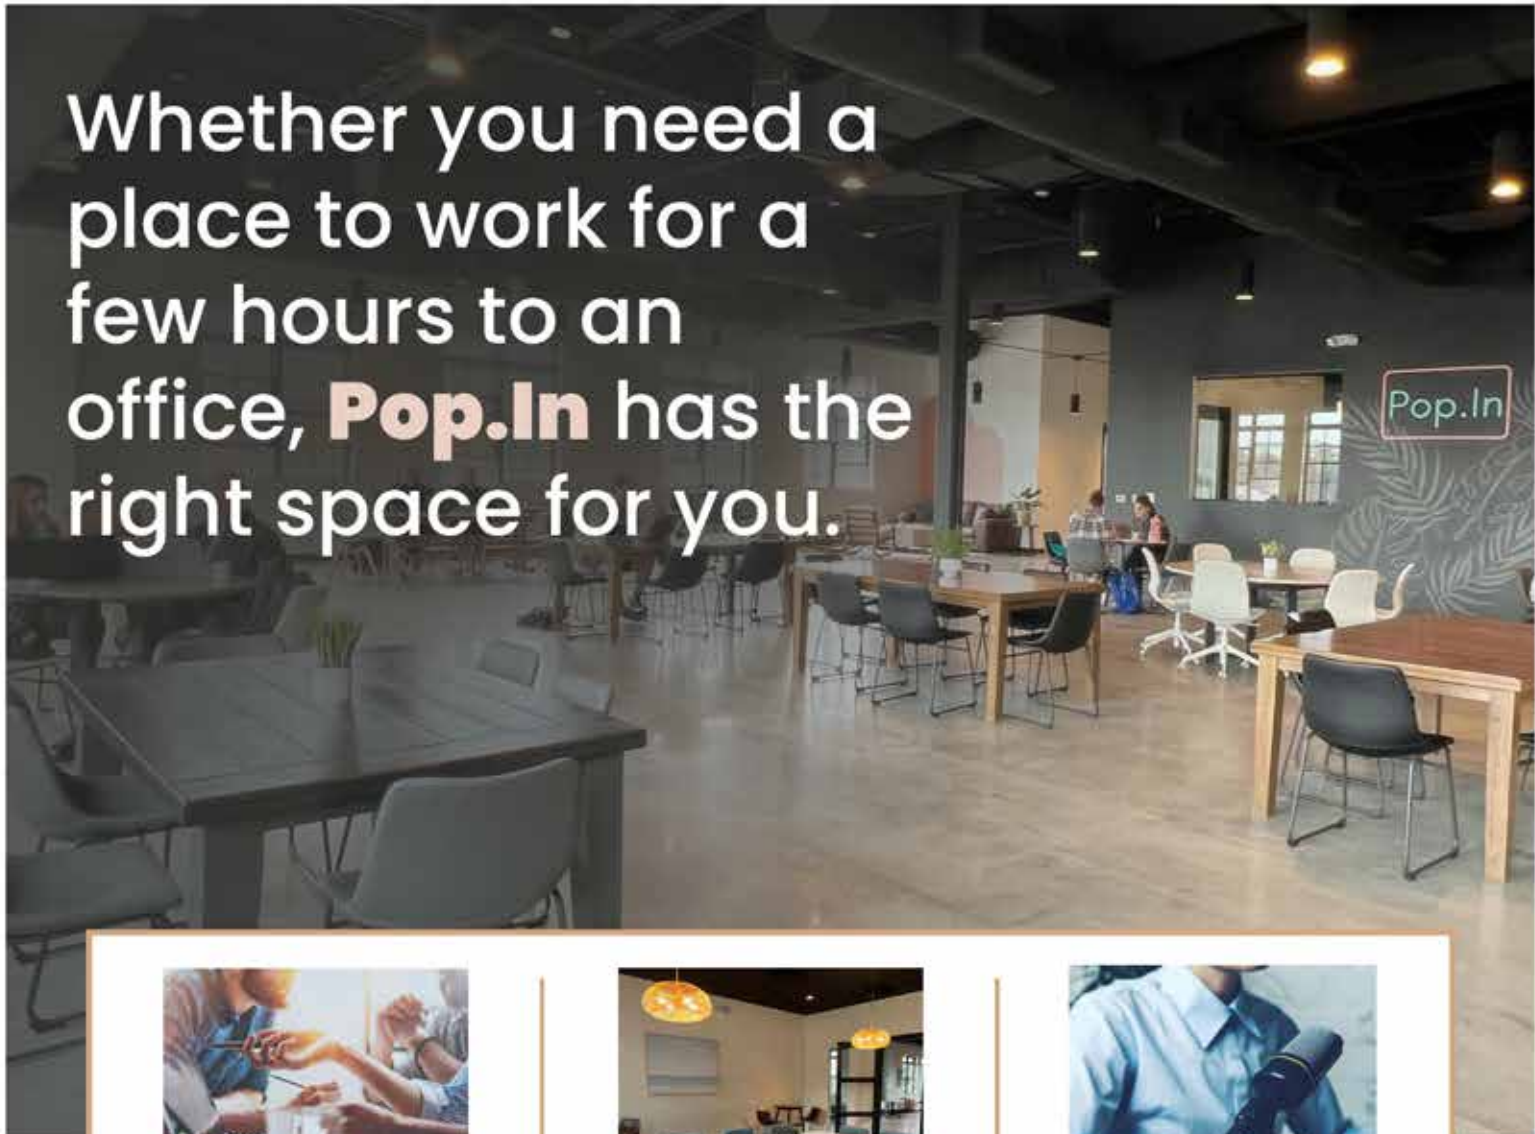 Whether you need a
place to work for a
few hours to an
office, Pop.In has the
right space for you.
Pop.In